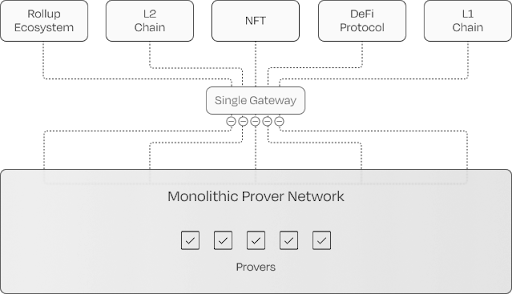 Rollup
Ecosystem
L2
Chain
NFT
DeFi
Protocol
L1
Chain
Single Gateway
Monolithic Prover Network
Provers